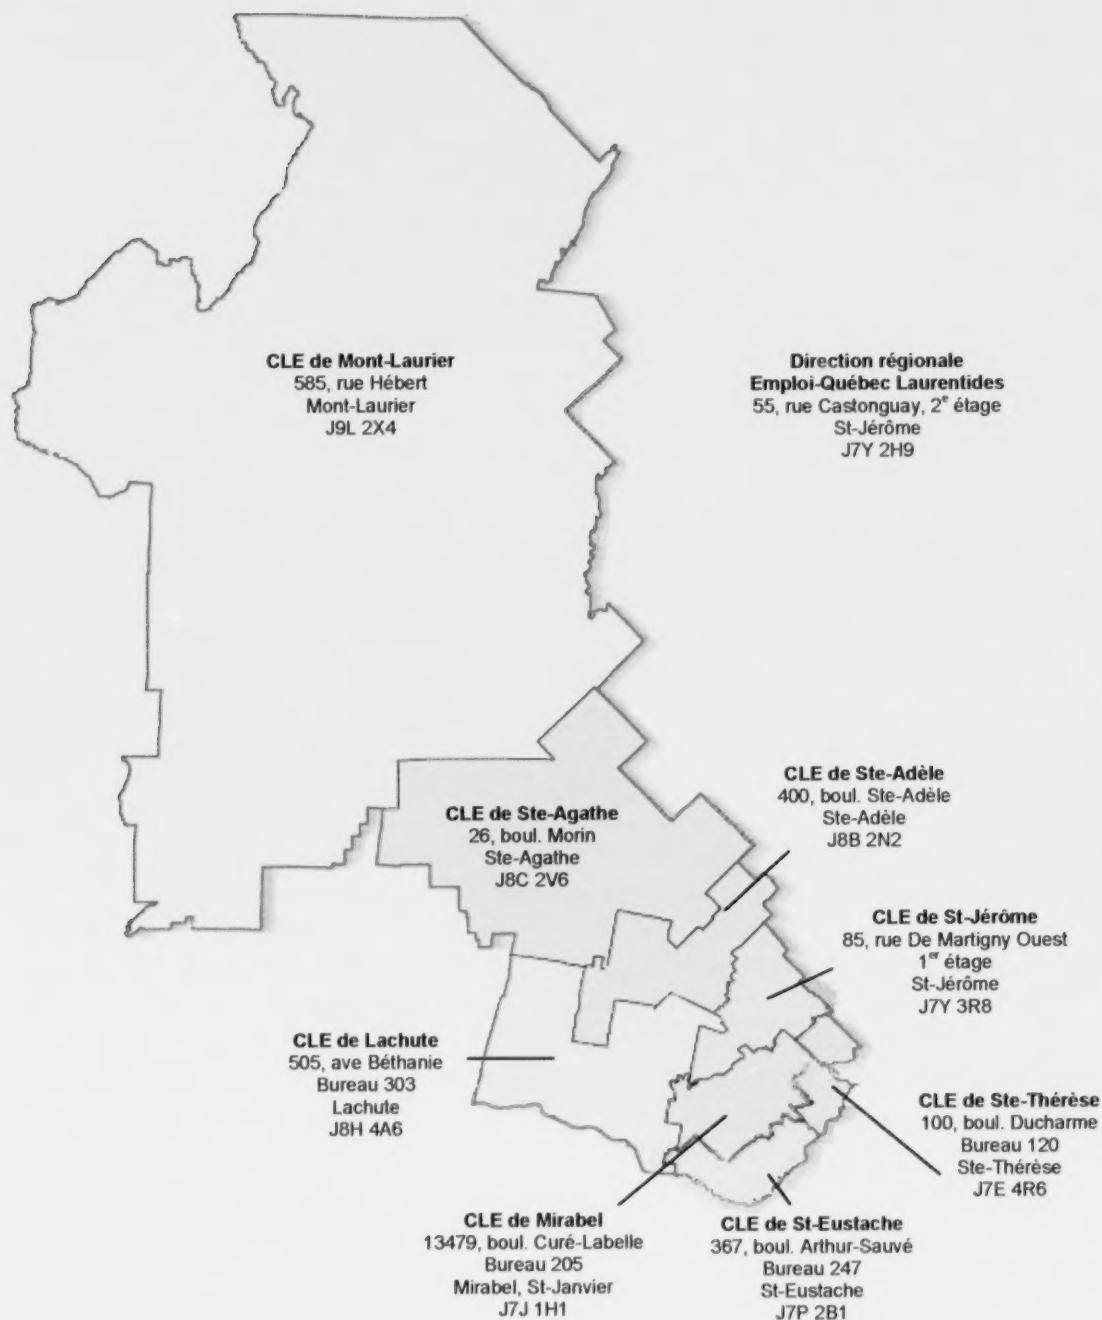 CLE de Mont-Laurier
585, rue Hébert
Mont-Laurier
J9L 2X4
Direction régionale
Emploi-Québec Laurentides
55, rue Castonguay, 2e étage
St-Jérôme
J7Y 2H9
CLE de Ste-Adèle
400, boul. Ste-Adèle
Ste-Adèle
J8B 2N2
CLE de Ste-Agathe
26, boul. Morin
Ste-Agathe
J8C 2V6
CLE de St-Jérôme
85, rue De Martigny Ouest
1er étage
St-Jérôme
J7Y 3R8
CLE de Lachute
505, ave Béthanie
Bureau 303
Lachute
J8H 4A6
CLE de Ste-Thérèse
100, boul. Ducharme
Bureau 120
Ste-Thérèse
J7E 4R6
CLE de Mirabel
13479, boul. Curé-Labelle
Bureau 205
Mirabel, St-Janvier
J7J 1H1
CLE de St-Eustache
367, boul. Arthur-Sauvé
Bureau 247
St-Eustache
J7P 2B1